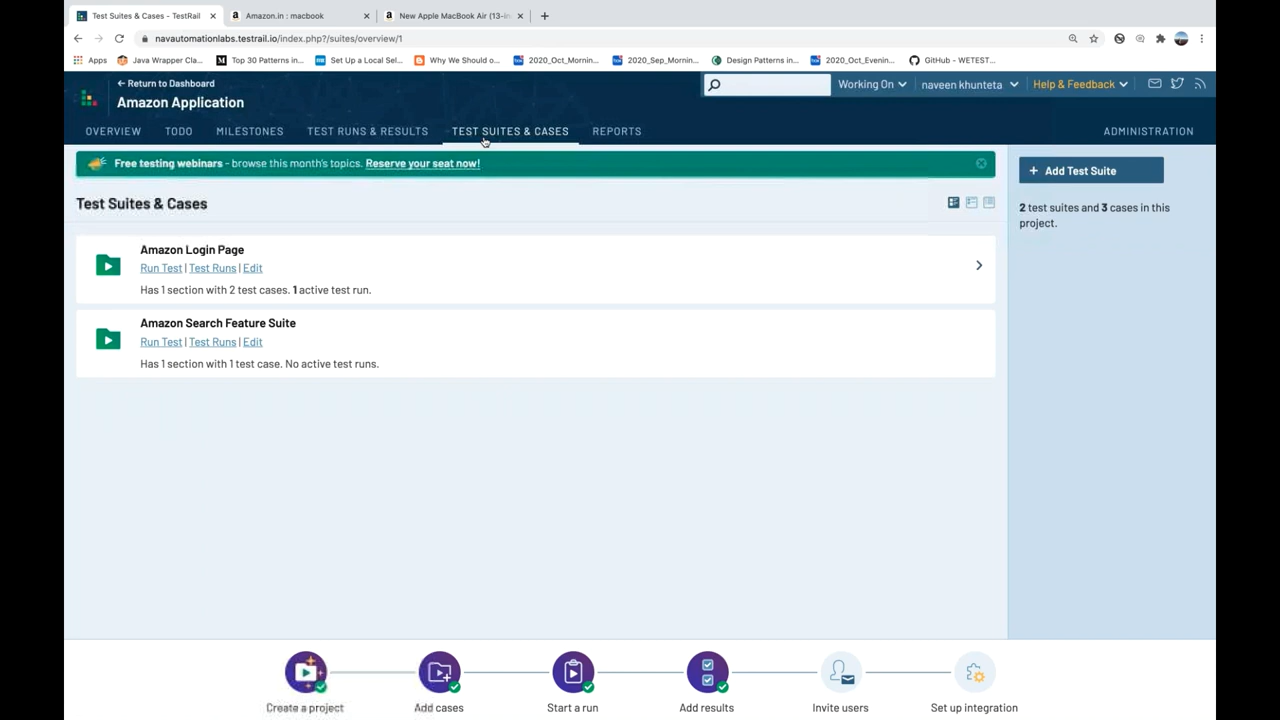 Test Suites & Cases - TestRail
Amazon.in : macbook
New Apple MacBook Air (13-in
navautomationlabs.testrail.io/index.php?/suites/overview/1
Apps
Java Wrapper Cla...
Top 30 Patterns in...
Set Up a Local Sel...
Why We Should o...
2020_Oct_Mornin...
2020_Sep_Mornin...
Design Patterns in...
2020_Oct_Evenin...
GitHub - WETEST...
← Return to Dashboard
Amazon Application
Working On
naveen khunteta
Help & Feedback
OVERVIEW
TODO
MILESTONES
TEST RUNS & RESULTS
TEST SUITES & CASES
REPORTS
ADMINISTRATION
Free testing webinars - browse this month's topics. Reserve your seat now!
+ Add Test Suite
2 test suites and 3 cases in this
project.
Test Suites & Cases
Amazon Login Page
Run Test | Test Runs | Edit
Has 1 section with 2 test cases. 1 active test run.
Amazon Search Feature Suite
Run Test | Test Runs | Edit
Has 1 section with 1 test case. No active test runs.
Create a project
Add cases
Start a run
Add results
Invite users
Set up integration